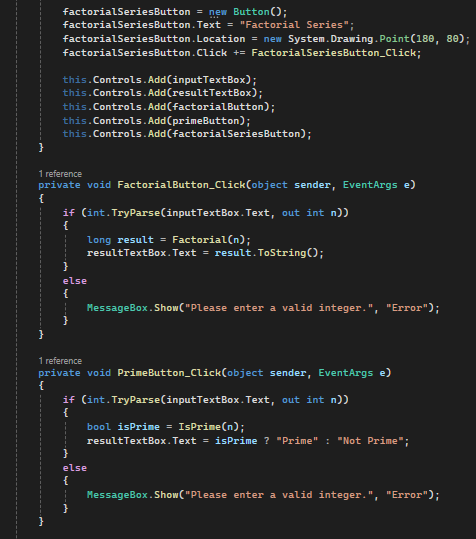 factorialSeriesButton = new Button();
factorialSeriesButton.Text = "Factorial Series";
factorialSeriesButton.Location = new System.Drawing.Point(180, 80);
factorialSeriesButton.Click += FactorialSeriesButton_Click;

this.Controls.Add(inputTextBox);
this.Controls.Add(resultTextBox);
this.Controls.Add(factorialButton);
this.Controls.Add(primeButton);
this.Controls.Add(factorialSeriesButton);
}

1 reference
private void FactorialButton_Click(object sender, EventArgs e)
{
if (int.TryParse(inputTextBox.Text, out int n))
{
long result = Factorial(n);
resultTextBox.Text = result.ToString();
}
else
{
MessageBox.Show("Please enter a valid integer.", "Error");
}
}

1 reference
private void PrimeButton_Click(object sender, EventArgs e)
{
if (int.TryParse(inputTextBox.Text, out int n))
{
bool isPrime = IsPrime(n);
resultTextBox.Text = isPrime ? "Prime" : "Not Prime";
}
else
{
MessageBox.Show("Please enter a valid integer.", "Error");
}
}